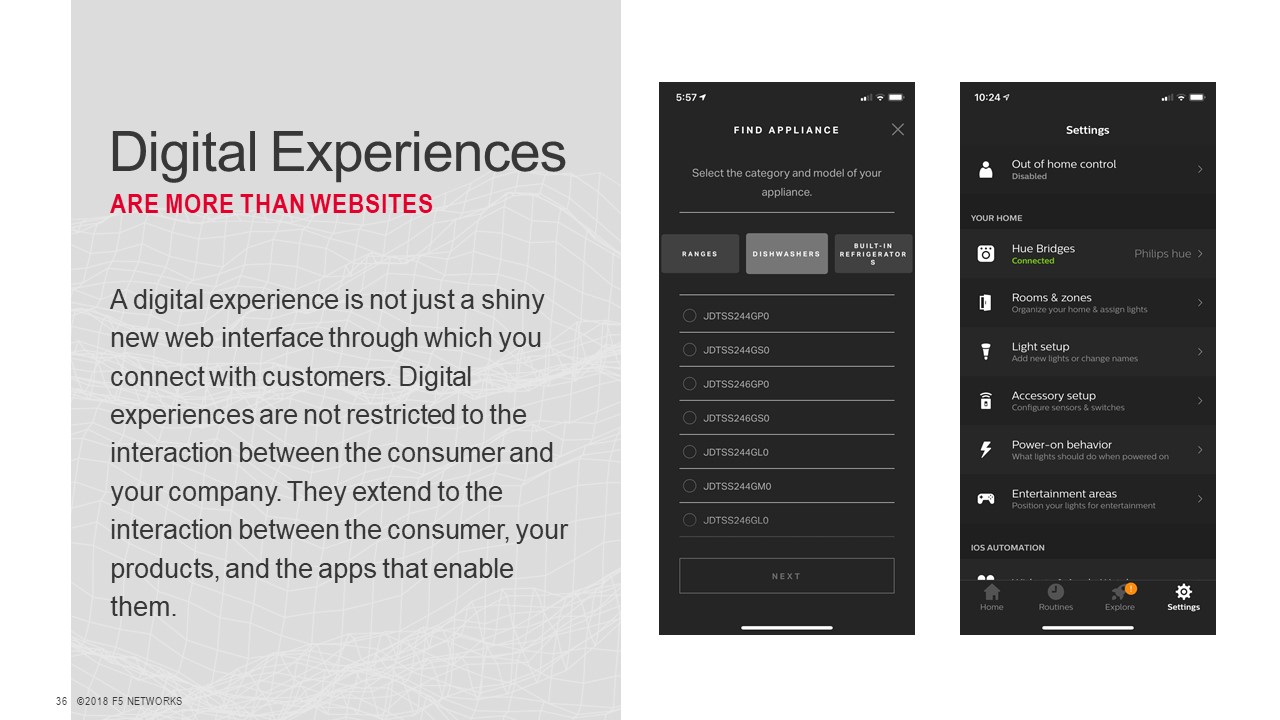 Digital Experiences
ARE MORE THAN WEBSITES
A digital experience is not just a shiny
new web interface through which you
connect with customers. Digital
experiences are not restricted to the
interaction between the consumer and
your company. They extend to the
interaction between the consumer, your
products, and the apps that enable
them.
36 ©2018 F5 NETWORKS
5:57
FIND APPLIANCE
Select the category and model of your
appliance.
RANGES
DISHWASHERS
BUILT-IN
REFRIGERATOR
S
JDTSS244GP0
JDTSS244GS0
JDTSS246GP0
JDTSS246GS0
JDTSS244GL0
JDTSS244GM0
JDTSS246GL0
NEXT
10:24
Settings
Out of home control
Disabled
YOUR HOME
Hue Bridges
Connected
Philips hue
Rooms & zones
Organize your home & assign lights
Light setup
Add new lights or change names
Accessory setup
Configure sensors & switches
Power-on behavior
What lights should do when powered on
Entertainment areas
Position your lights for entertainment
IOS AUTOMATION
Home
Routines
Explore
Settings